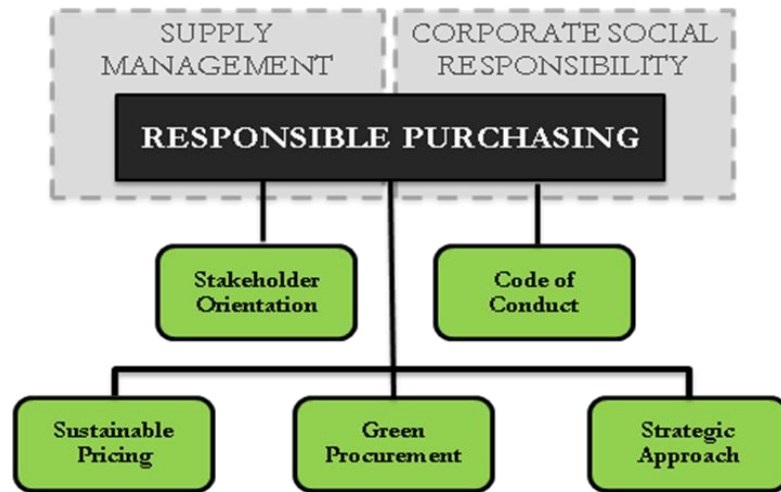 SUPPLY
MANAGEMENT
CORPORATE SOCIAL
RESPONSIBILITY
RESPONSIBLE PURCHASING
Stakeholder
Orientation
Code of
Conduct
Sustainable
Pricing
Green
Procurement
Strategic
Approach